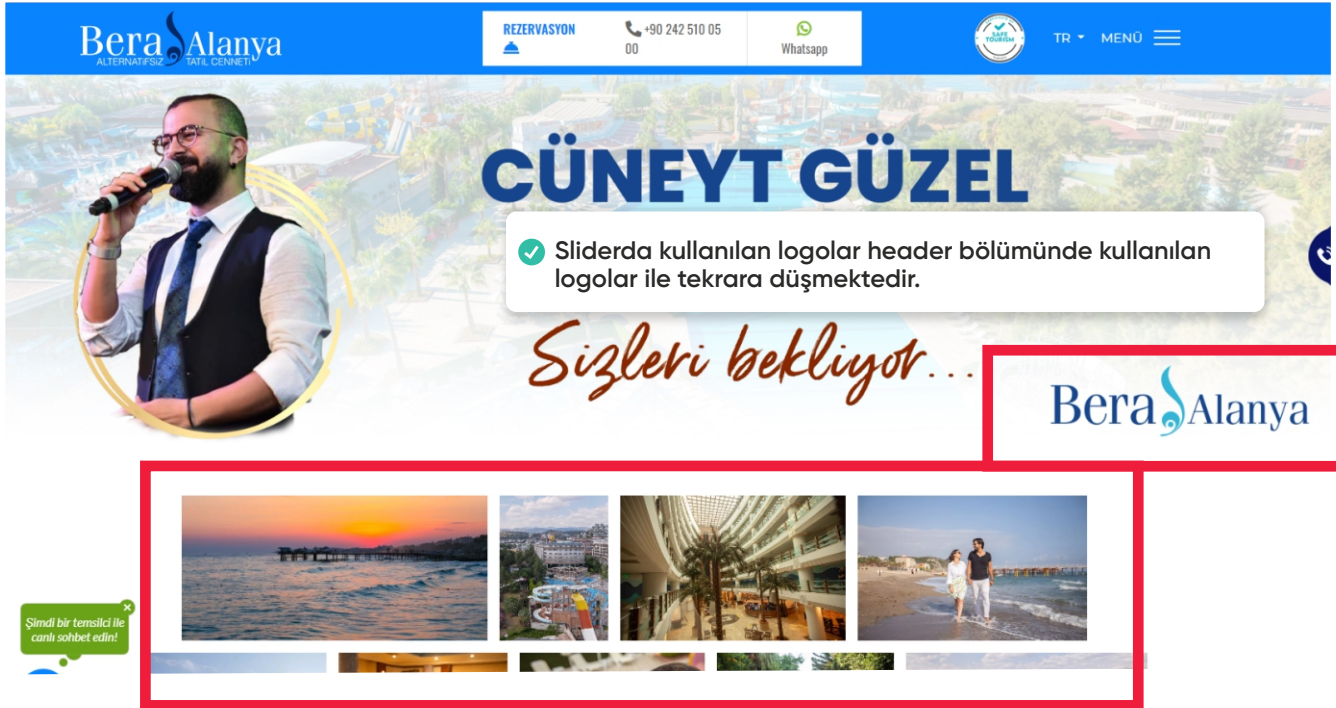 Bera Alanya
ALTERNATİFSİZ TATİL CENNETİ
REZERVASYON
+90 242 510 05
00
Whatsapp
SAFE
TOURISM
TR
MENÜ
CÜNEYT GÜZEL
Sliderda kullanılan logolar header bölümünde kullanılan
logolar ile tekrara düşmektedir.
Sizleri bekliyor...
Bera Alanya
Şimdi bir temsilci ile
canlı sohbet edin!